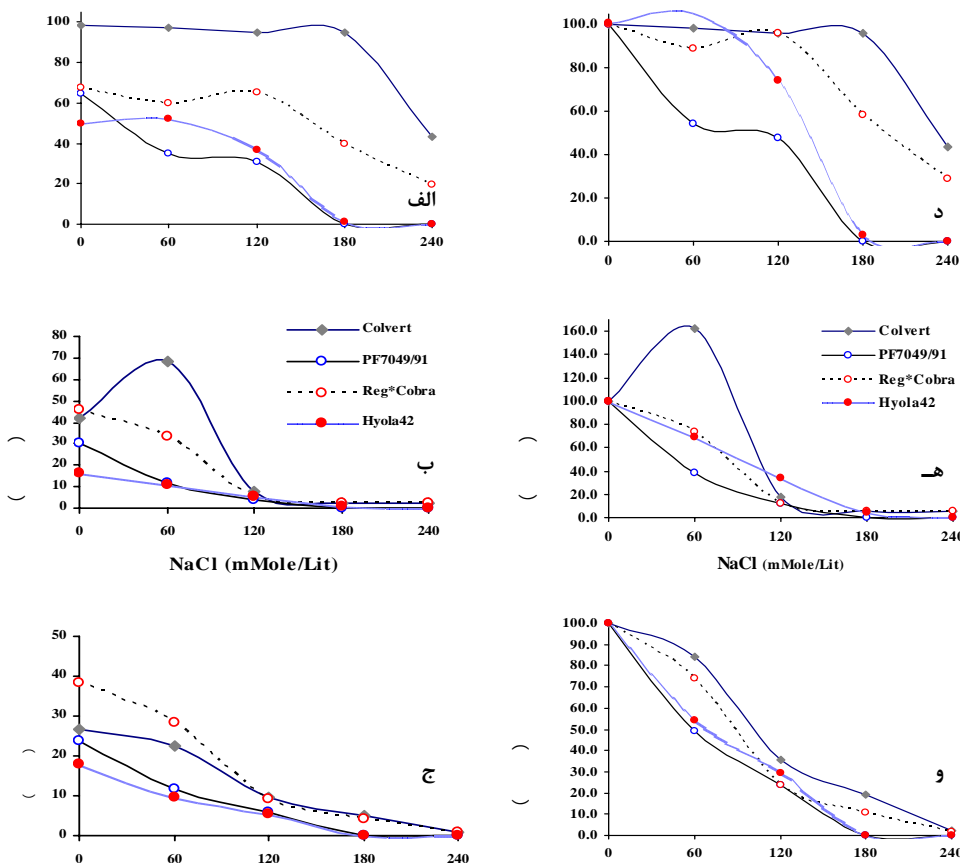 100
80
60
40
20
0
0 60 120 180 240
الف
100.0
80.0
60.0
40.0
20.0
0.0
0 60 120 180 240
د
80
70
60
50
40
30
20
10
0
0 60 120 180 240
Colvert
PF7049/91
Reg*Cobra
Hyola42
ب
( )
( )
NaCl (mMole/Lit)
160.0
140.0
120.0
100.0
80.0
60.0
40.0
20.0
0.0
0 60 120 180 240
Colvert
PF7049/91
Reg*Cobra
Hyola42
هـ
( )
( )
NaCl (mMole/Lit)
50
40
30
20
10
0
0 60 120 180 240
ج
( )
100.0
90.0
80.0
70.0
60.0
50.0
40.0
30.0
20.0
10.0
0.0
0 60 120 180 240
و
( )